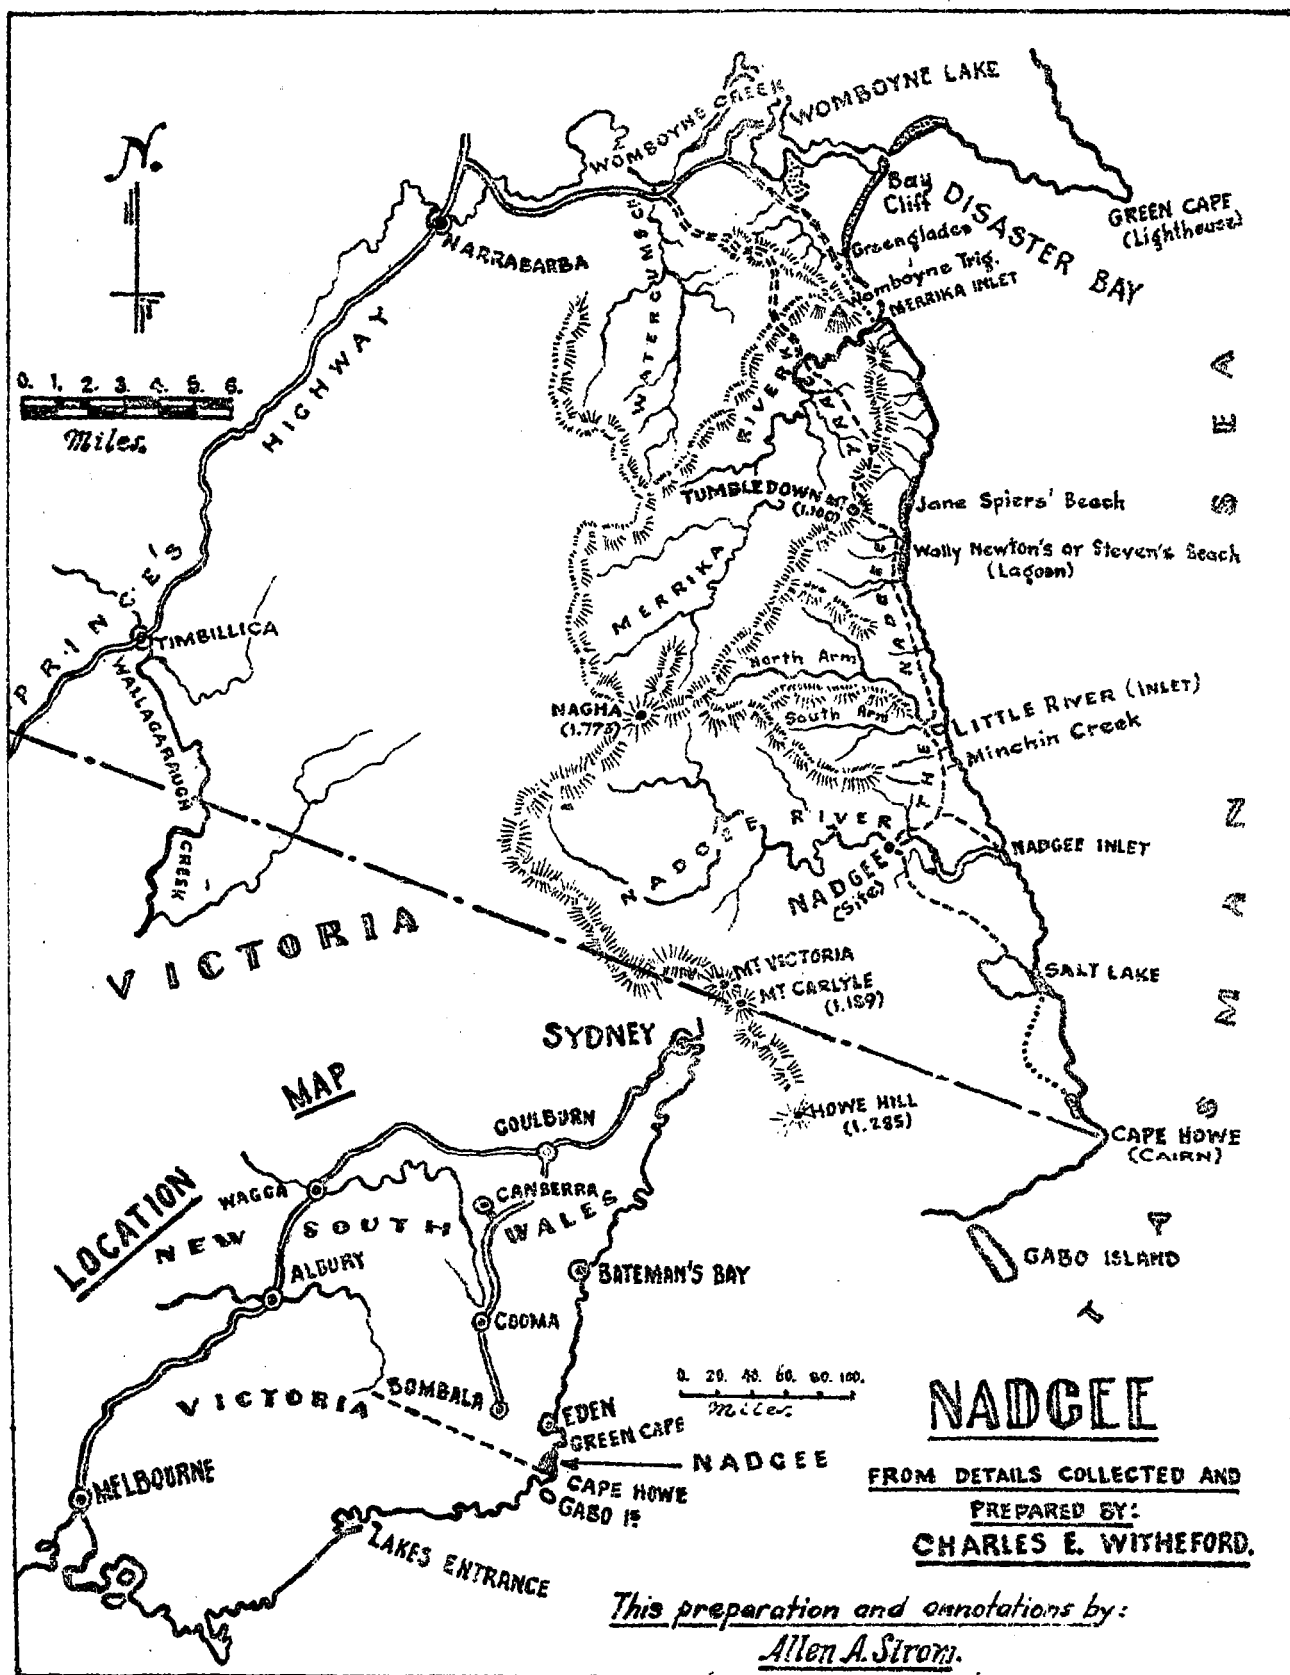 N.
0. 1. 2. 3. 4. 5. 6.
Miles.
WOMBOYNE CREEK
WOMBOYNE LAKE
Bay
Cliff
DISASTER BAY
GREEN CAPE
(Lighthouse)
Greenglades
Womboyne Trig.
MERRIKA INLET
NARRABARBA
PRINCE'S HIGHWAY
WATERGUMS CK
RIVER
TUMBLEDOWN MT.
(1.100)
Jane Spiers' Beach
Wally Newton's or Steven's Beach
(Lagoon)
MERRIKA
TIMBILLICA
WALLAGARAUGH
CREEK
North Arm
NAGHA
(1.773)
South Arm
LITTLE RIVER (INLET)
Minchin Creek
THE NADGEE
TRACK
NADGEE RIVER
NADGEE INLET
NADGEE
(Site)
VICTORIA
MT VICTORIA
MT CARLYLE
(1.189)
SALT LAKE
HOWE HILL
(1.285)
CAPE HOWE
(CAIRN)
GABO ISLAND
TASMAN SEA
LOCATION MAP
SYDNEY
GOULBURN
WAGGA
CANBERRA
NEW SOUTH WALES
ALBURY
BATEMAN'S BAY
COOMA
0. 20. 40. 60. 80. 100.
Miles.
VICTORIA
BOMBALA
EDEN
GREEN CAPE
NADGEE
MELBOURNE
CAPE HOWE
GABO Is
LAKES ENTRANCE
NADGEE
FROM DETAILS COLLECTED AND
PREPARED BY:
CHARLES E. WITHEFORD.
This preparation and annotations by:
Allen A. Strom.